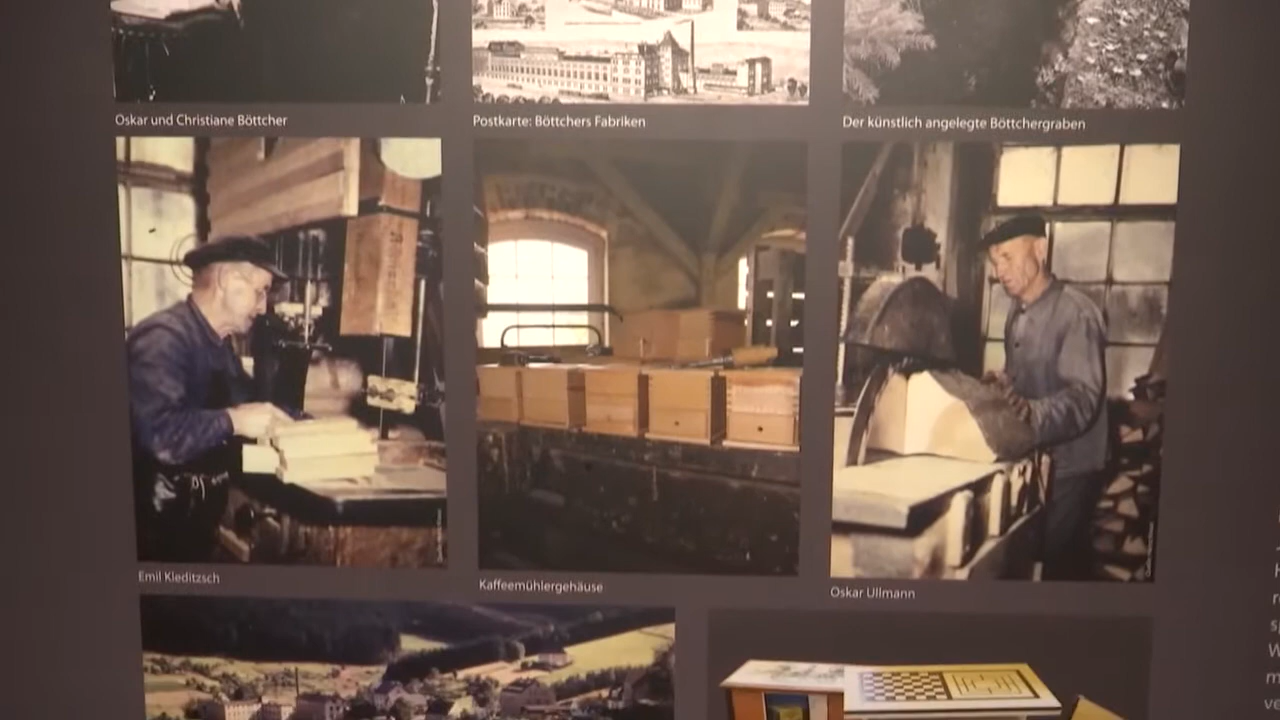 Oskar und Christiane Böttcher
Postkarte: Böttchers Fabriken
Der künstlich angelegte Böttchergraben
Emil Kleditzsch
Kaffeemühlergehäuse
Oskar Ullmann